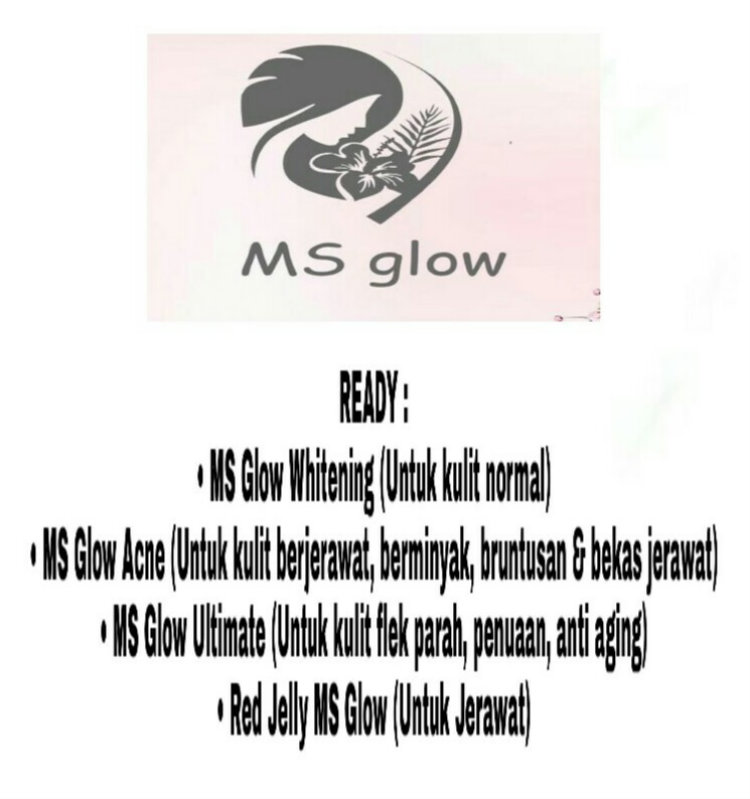 MS glow
READY :
• MS Glow Whitening (Untuk kulit normal)
• MS Glow Acne (Untuk kulit berjerawat, berminyak, bruntusan & bekas jerawat)
• MS Glow Ultimate (Untuk kulit flek parah, penuaan, anti aging)
• Red Jelly MS Glow (Untuk Jerawat)